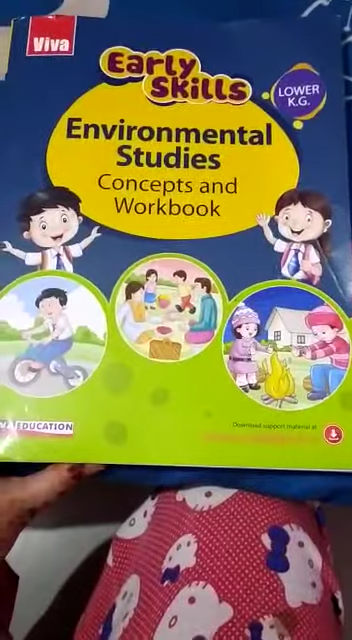 Viva
Early
Skills
LOWER
K.G.
Environmental
Studies
Concepts and
Workbook
EDUCATION
Download support material at